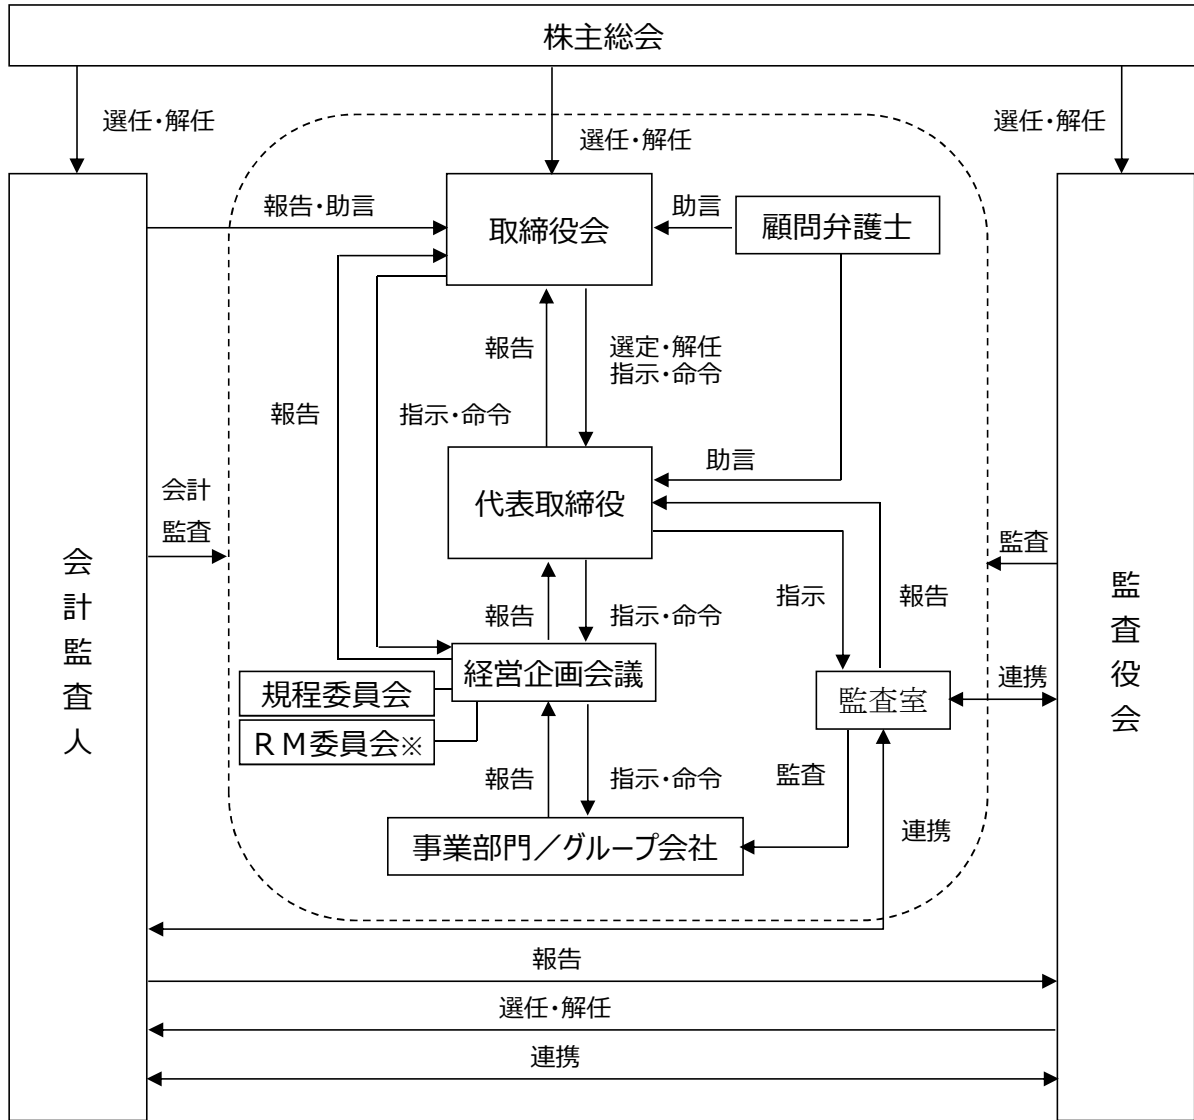 株主総会
選任・解任
選任・解任
選任・解任
報告・助言
取締役会
助言
顧問弁護士
報告
選定・解任
指示・命令
報告
指示・命令
助言
会計
監査
代表取締役
監査
会計監査人
監査役会
報告
指示・命令
指示
報告
経営企画会議
規程委員会
監査室
連携
ＲＭ委員会※
報告
指示・命令
監査
連携
事業部門／グループ会社
報告
選任・解任
連携